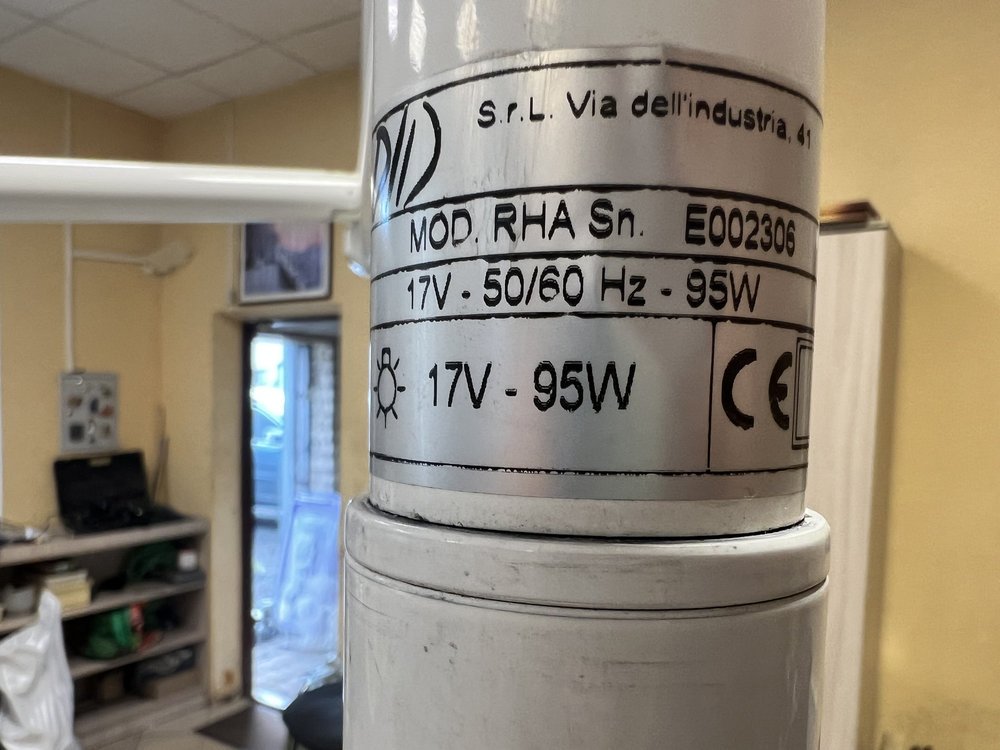 S.r.L. Via dell'industria, 41
MOD. RHA Sn. E002306
17V - 50/60 Hz - 95W
17V - 95W
CE